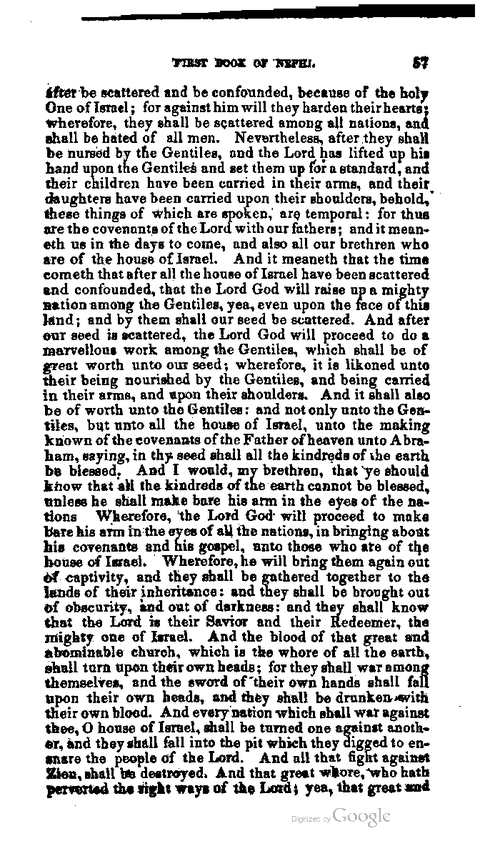 FIRST BOOK OF NEPHI. 57
after be scattered and be confounded, because of the holy
One of Israel; for against him will they harden their hearts;
wherefore, they shall be scattered among all nations, and
shall be hated of all men. Nevertheless, after they shall
be nursed by the Gentiles, and the Lord has lifted up his
hand upon the Gentiles and set them up for a standard, and
their children have been carried in their arms, and their
daughters have been carried upon their shoulders, behold,
these things of which are spoken, are temporal: for thus
are the covenants of the Lord with our fathers; and it mean-
eth us in the days to come, and also all our brethren who
are of the house of Israel. And it meaneth that the time
cometh that after all the house of Israel have been scattered
and confounded, that the Lord God will raise up a mighty
nation among the Gentiles, yea, even upon the face of this
land; and by them shall our seed be scattered. And after
our seed is scattered, the Lord God will proceed to do a
marvellous work among the Gentiles, which shall be of
great worth unto our seed; wherefore, it is likened unto
their being nourished by the Gentiles, and being carried
in their arms, and upon their shoulders. And it shall also
be of worth unto the Gentiles: and not only unto the Gen-
tiles, but unto all the house of Israel, unto the making
known of the covenants of the Father of heaven unto Abra-
ham, saying, in thy seed shall all the kindreds of the earth
be blessed. And I would, my brethren, that ye should
know that all the kindreds of the earth cannot be blessed,
unless he shall make bare his arm in the eyes of the na-
tions Wherefore, the Lord God will proceed to make
bare his arm in the eyes of all the nations, in bringing about
his covenants and his gospel, unto those who are of the
house of Israel. Wherefore, he will bring them again out
of captivity, and they shall be gathered together to the
lands of their inheritance: and they shall be brought out
of obscurity, and out of darkness: and they shall know
that the Lord is their Savior and their Redeemer, the
mighty one of Israel. And the blood of that great and
abominable church, which is the whore of all the earth,
shall turn upon their own heads; for they shall war among
themselves, and the sword of their own hands shall fall
upon their own heads, and they shall be drunken with
their own blood. And every nation which shall war against
thee, O house of Israel, shall be turned one against anoth-
er, and they shall fall into the pit which they digged to en-
snare the people of the Lord. And all that fight against
Zion, shall be destroyed. And that great whore, who hath
perverted the right ways of the Lord; yea, that great and
Digitized by Google